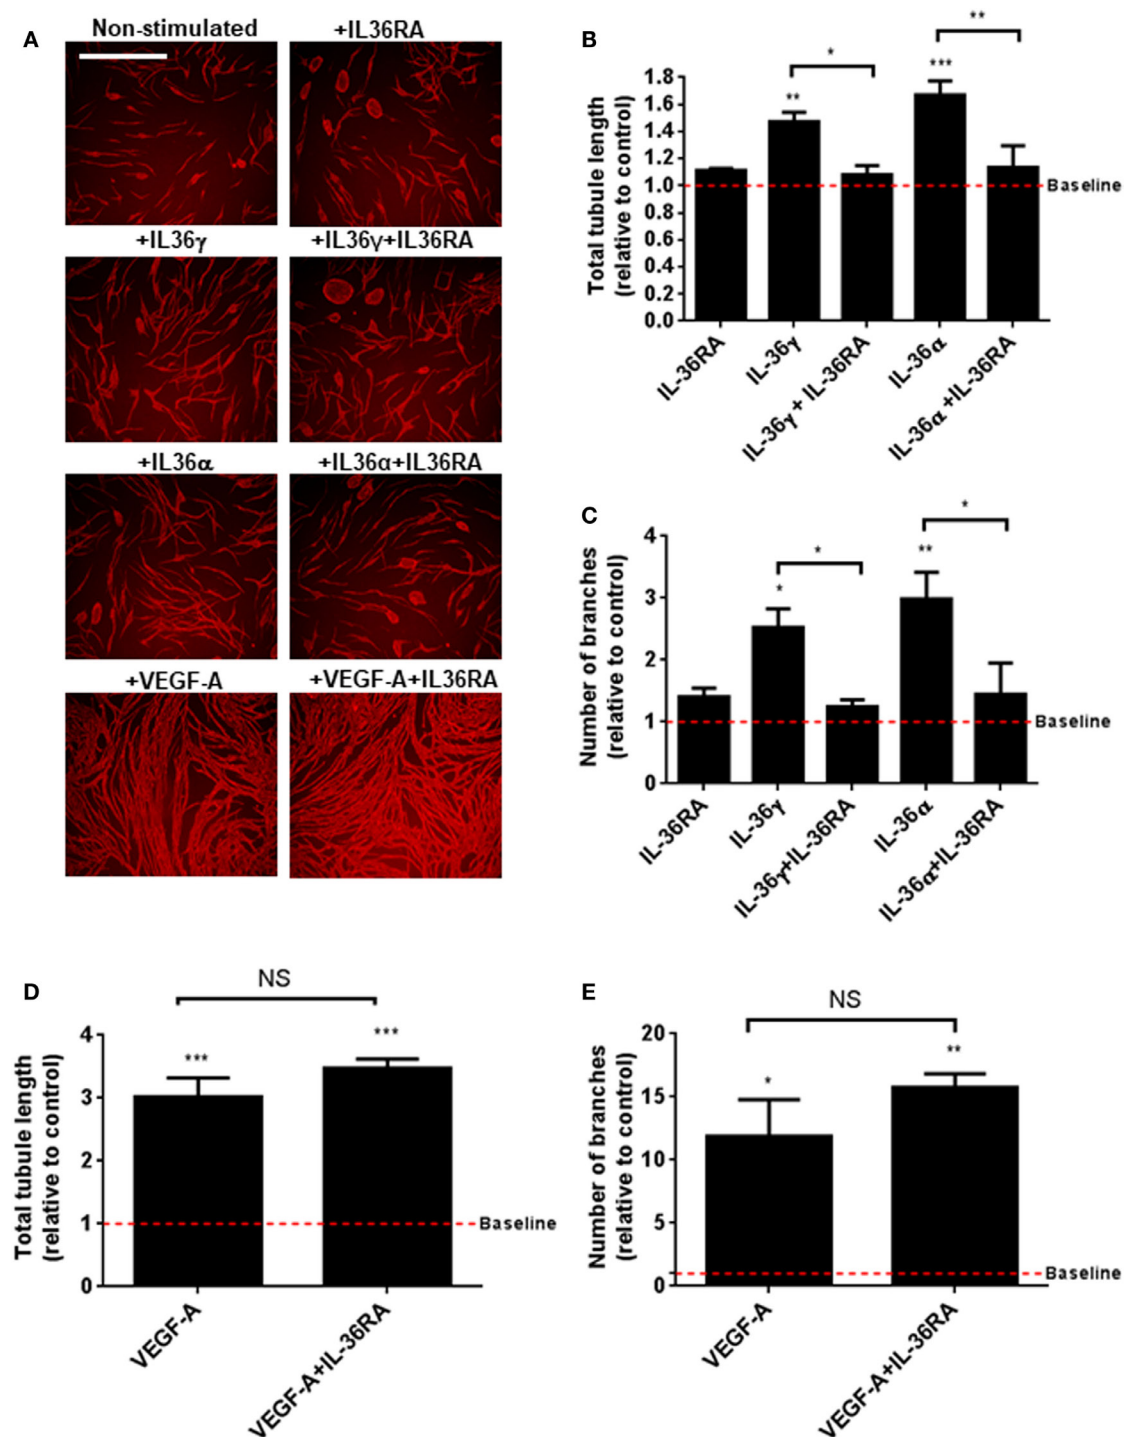 A
Non-stimulated
+IL36RA
+IL36γ
+IL36γ+IL36RA
+IL36α
+IL36α+IL36RA
+VEGF-A
+VEGF-A+IL36RA
B
Total tubule length
(relative to control)
1.8
1.6
1.4
1.2
1.0
0.8
0.6
0.4
0.2
0.0
**
*
***
**
Baseline
IL-36RA
IL-36γ
IL-36γ + IL-36RA
IL-36α
IL-36α +IL-36RA
C
Number of branches
(relative to control)
4
3
2
1
0
*
*
**
*
Baseline
IL-36RA
IL-36γ
IL-36γ+IL-36RA
IL-36α
IL-36α+IL-36RA
D
NS
Total tubule length
(relative to control)
4
3
2
1
0
***
***
Baseline
VEGF-A
VEGF-A+IL-36RA
E
NS
Number of branches
(relative to control)
20
15
10
5
0
*
**
Baseline
VEGF-A
VEGF-A+IL-36RA